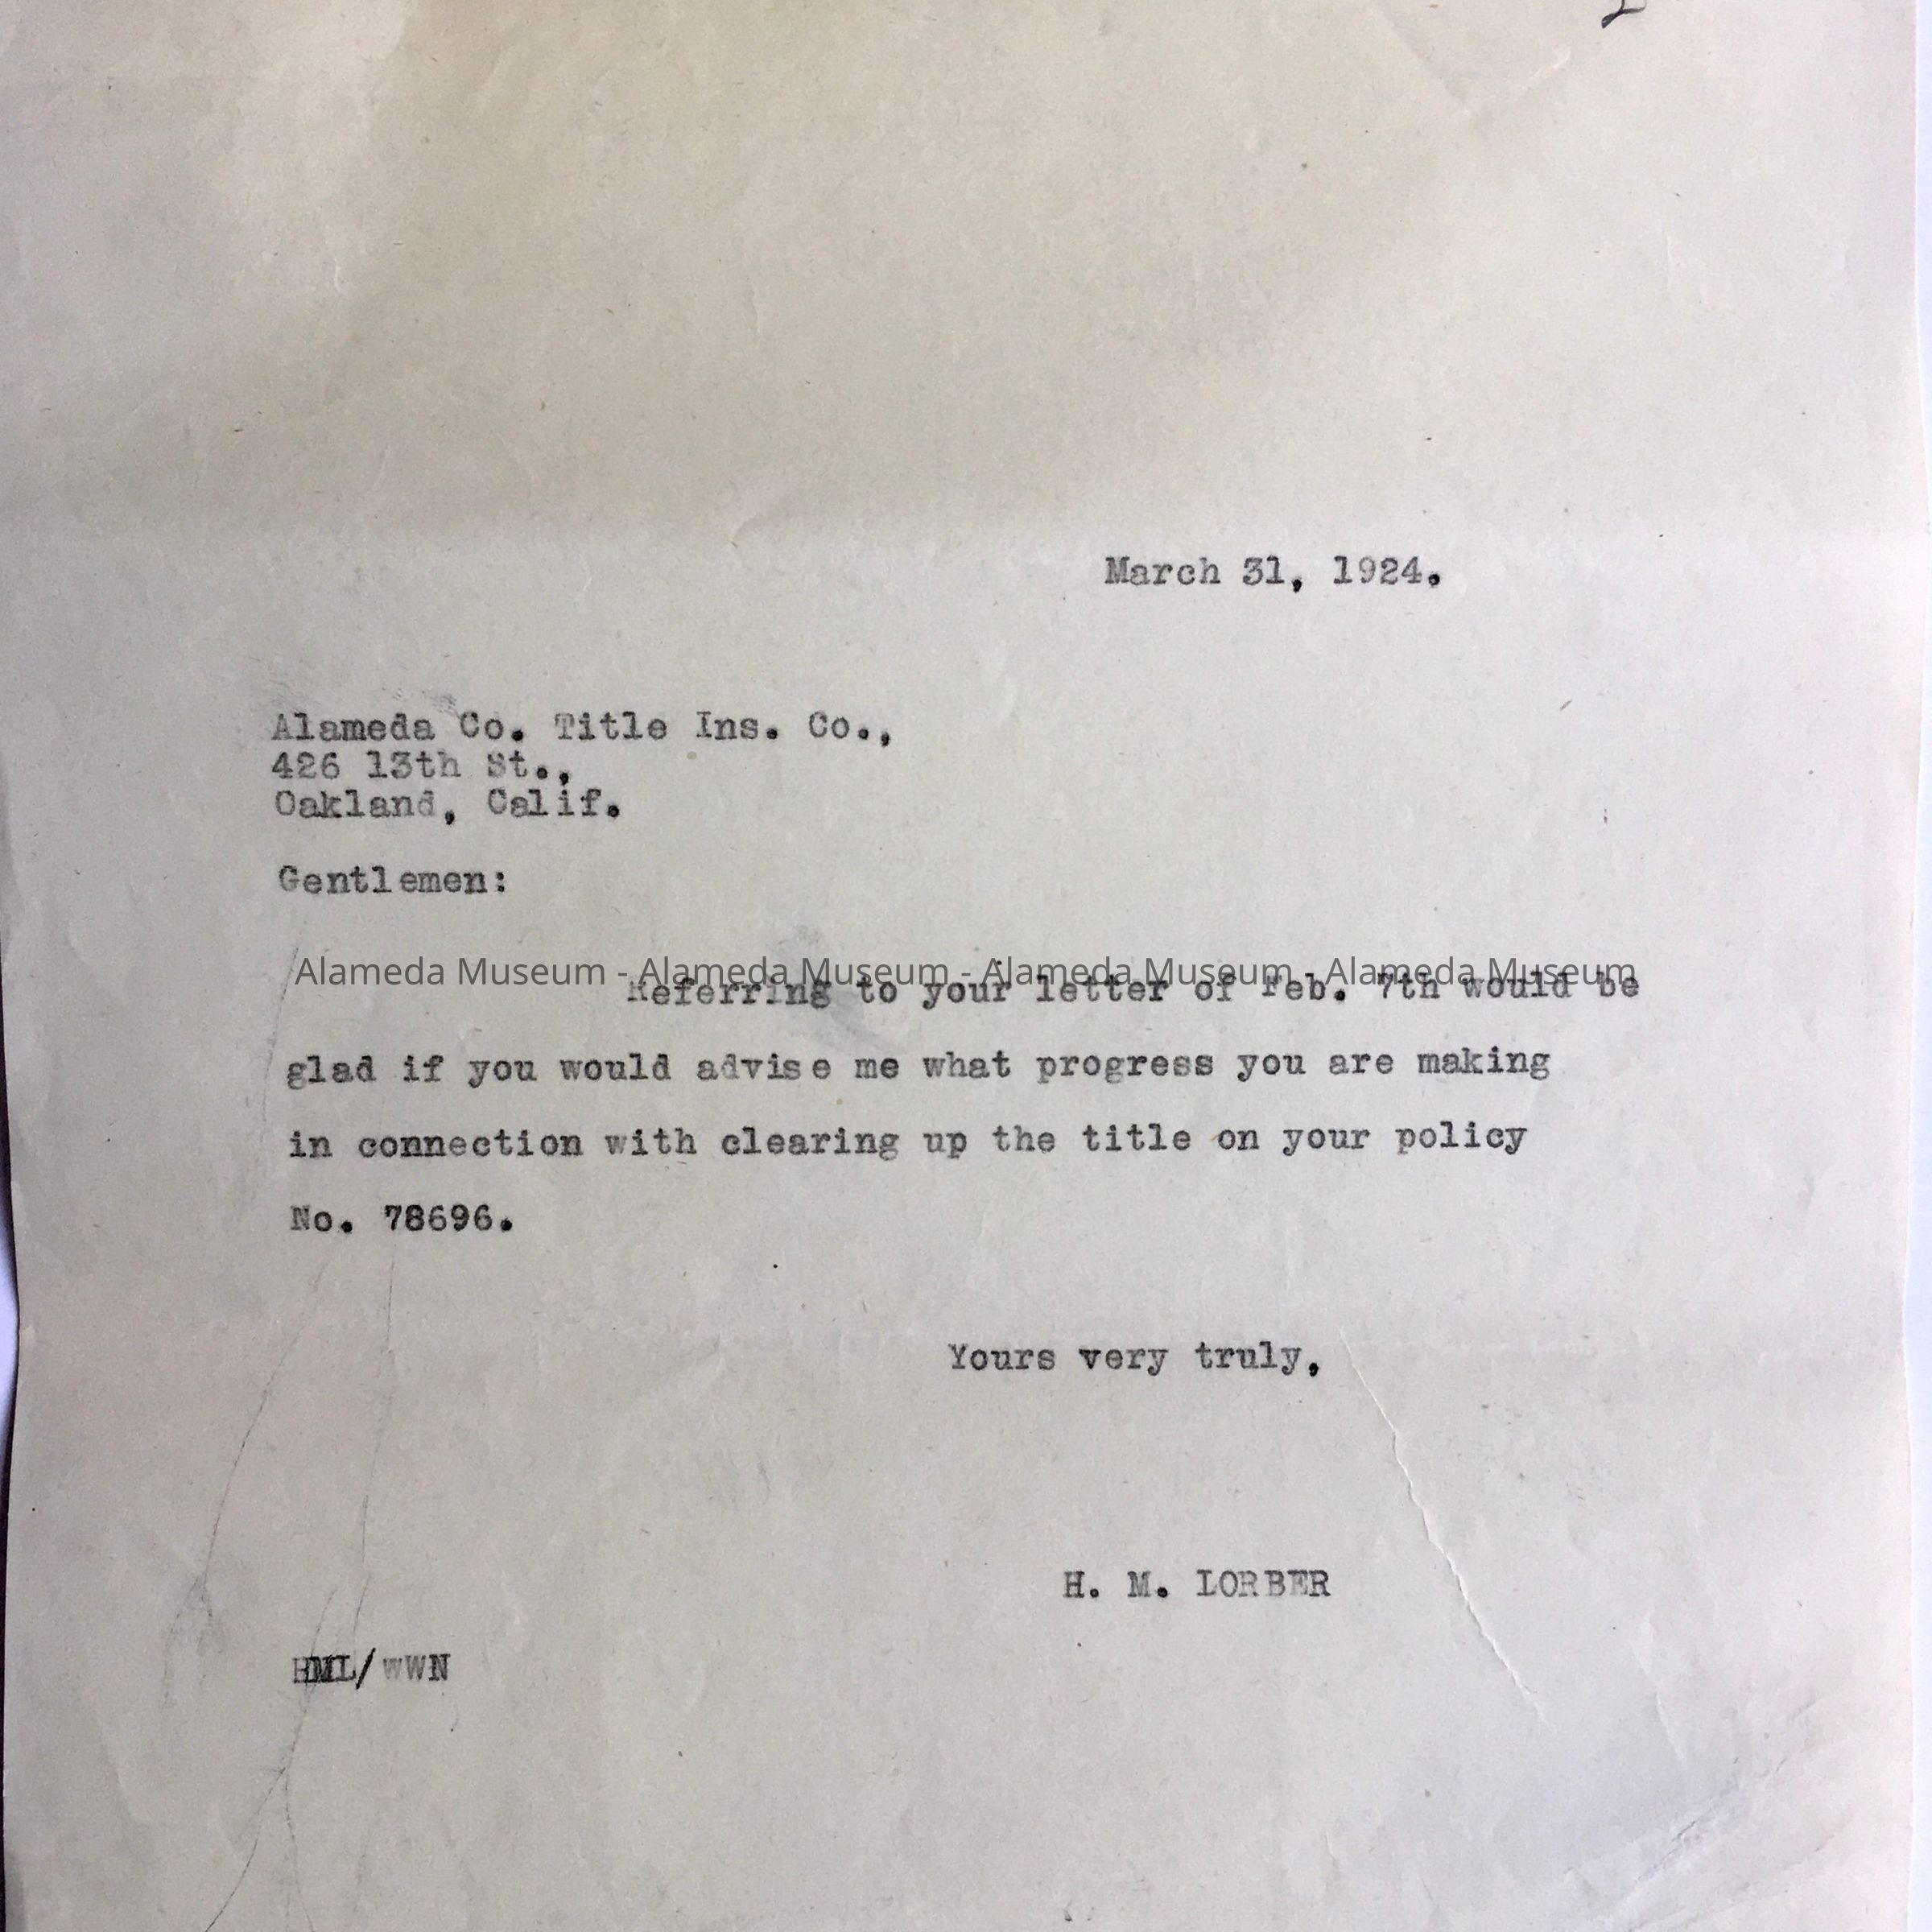 March 31, 1924.
Alameda Co. Title Ins. Co.,
426 13th St.,
Oakland, Calif.
Gentlemen:
Alameda Museum - Alameda Museum - Alameda Museum - Alameda Museum
Referring to your letter of Feb. 7th would be
glad if you would advise me what progress you are making
in connection with clearing up the title on your policy
No. 78696.
Yours very truly,
H. M. LORBER
HML/WWN